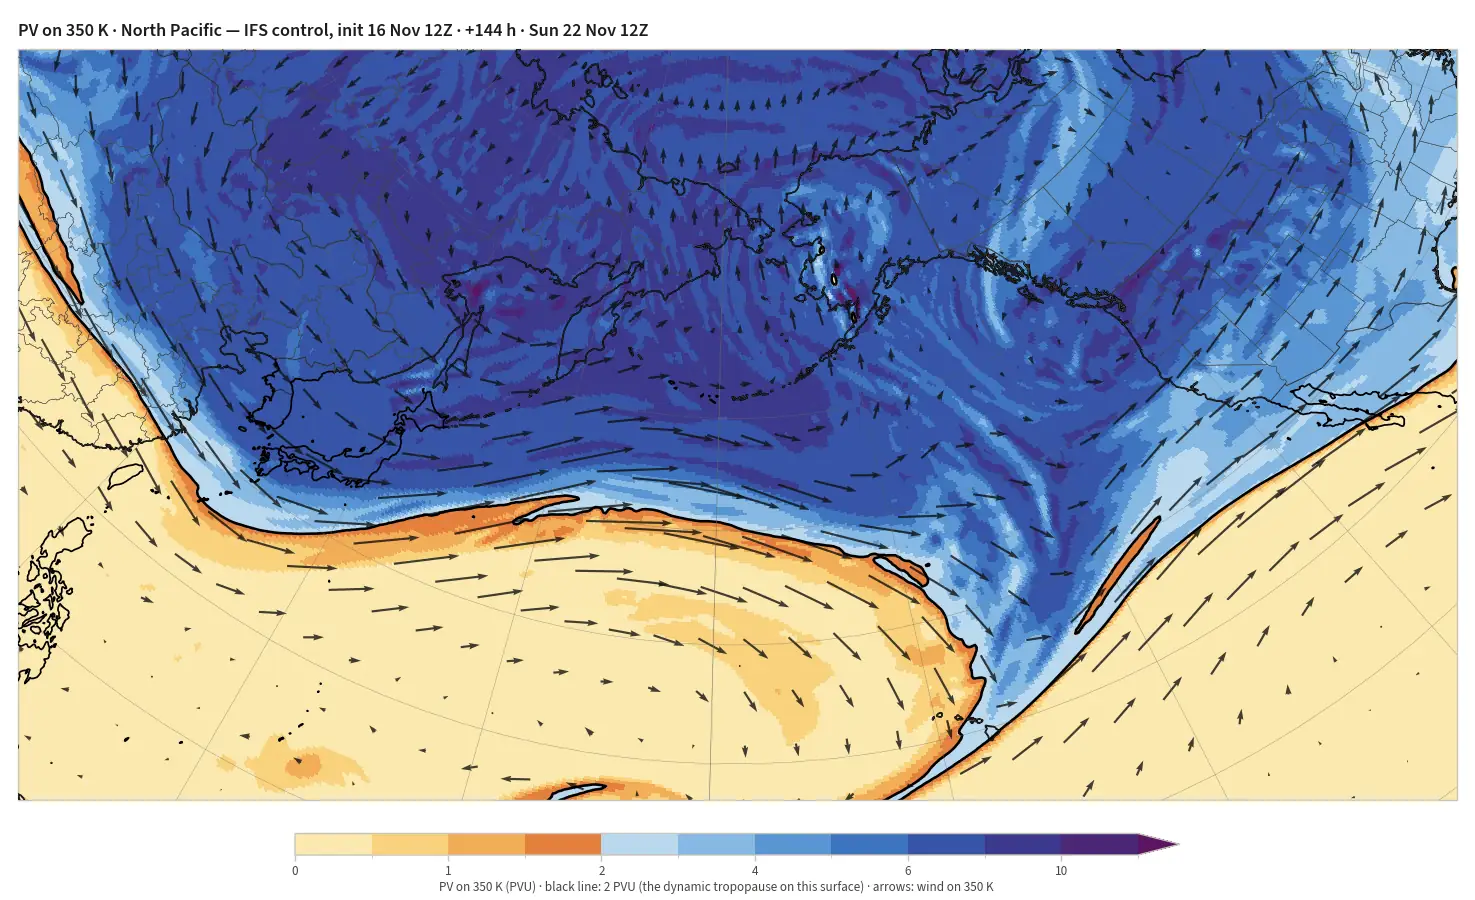 PV on 350 K · North Pacific — IFS control, init 16 Nov 12Z · +144 h · Sun 22 Nov 12Z
0 1 2 4 6 10
PV on 350 K (PVU) · black line: 2 PVU (the dynamic tropopause on this surface) · arrows: wind on 350 K